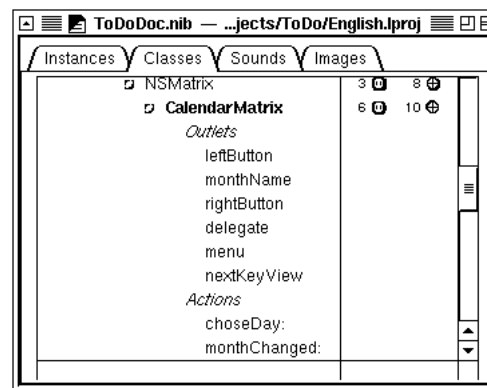 ToDoDoc.nib — ...jects/ToDo/English.lproj
Instances Classes Sounds Images
NSMatrix 3 8
CalendarMatrix 6 10
Outlets
leftButton
monthName
rightButton
delegate
menu
nextKeyView
Actions
choseDay:
monthChanged: